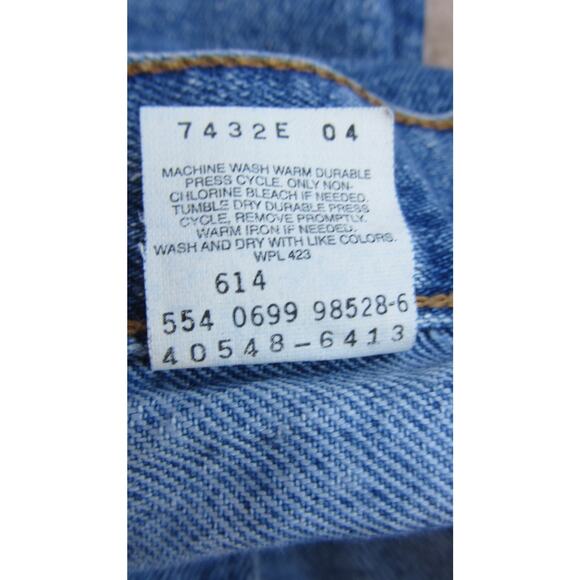 7432E 04
MACHINE WASH WARM DURABLE
PRESS CYCLE. ONLY NON-
CHLORINE BLEACH IF NEEDED.
TUMBLE DRY DURABLE PRESS
CYCLE, REMOVE PROMPTLY.
WARM IRON IF NEEDED.
WASH AND DRY WITH LIKE COLORS.
WPL 423
614
554 0699 98528-6
40548-6413